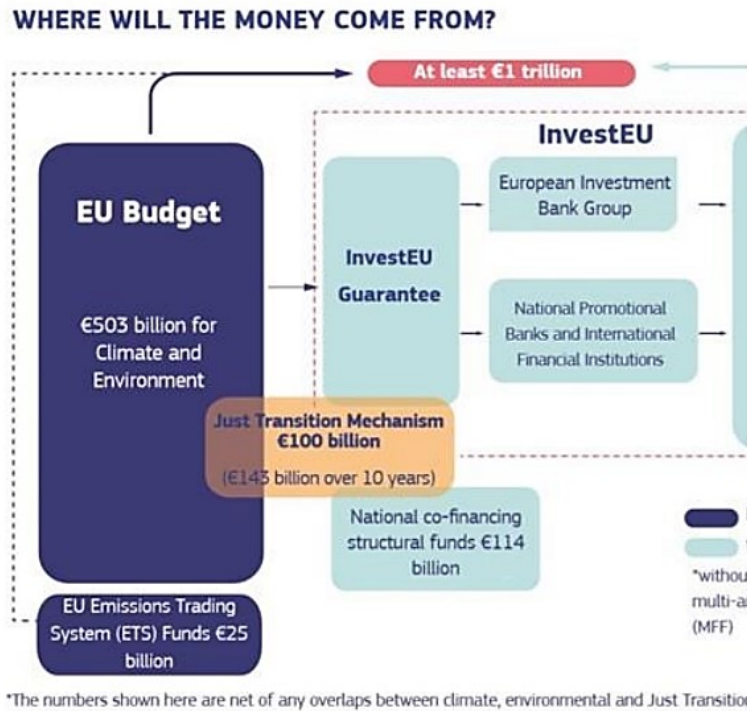 WHERE WILL THE MONEY COME FROM?
At least €1 trillion
InvestEU
EU Budget
€503 billion for
Climate and
Environment
InvestEU
Guarantee
European Investment
Bank Group
National Promotional
Banks and International
Financial Institutions
Just Transition Mechanism
€100 billion
(€143 billion over 10 years)
National co-financing
structural funds €114
billion
EU Emissions Trading
System (ETS) Funds €25
billion
*withou
multi-a
(MFF)
*The numbers shown here are net of any overlaps between climate, environmental and Just Transitio